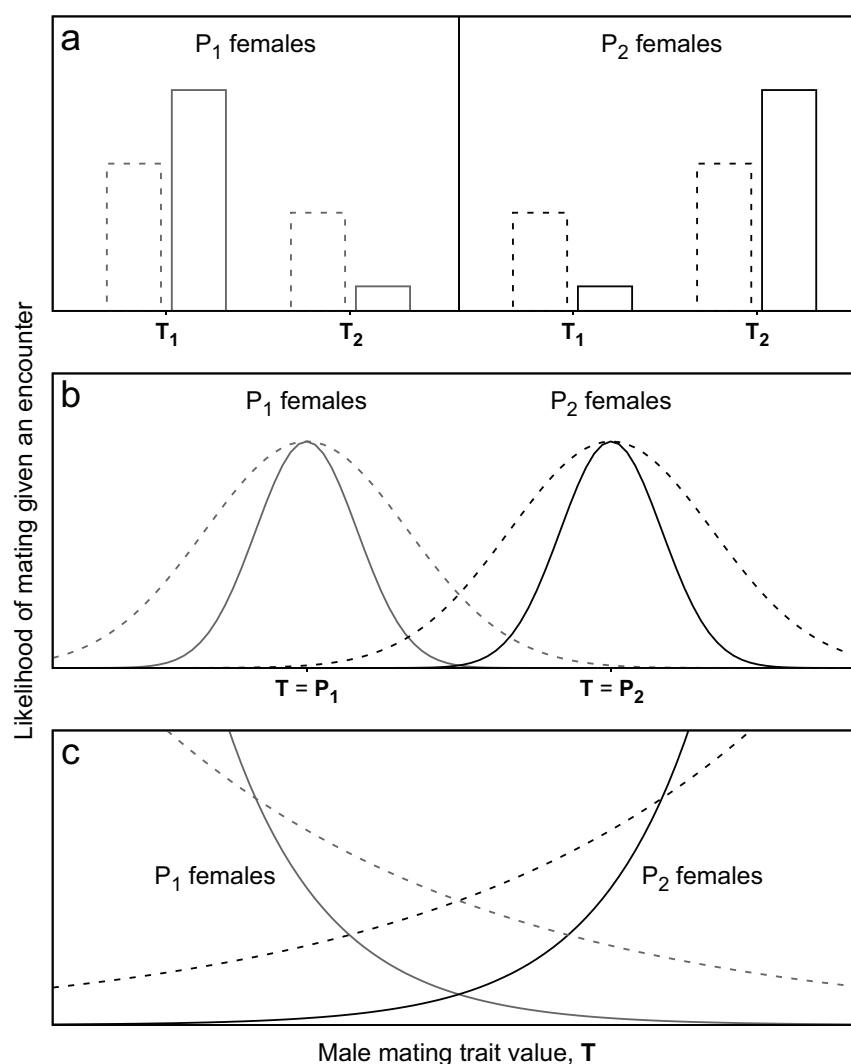 a
P1 females
P2 females
T1
T2
T1
T2
b
P1 females
P2 females
T = P1
T = P2
c
P1 females
P2 females
Likelihood of mating given an encounter
Male mating trait value, T